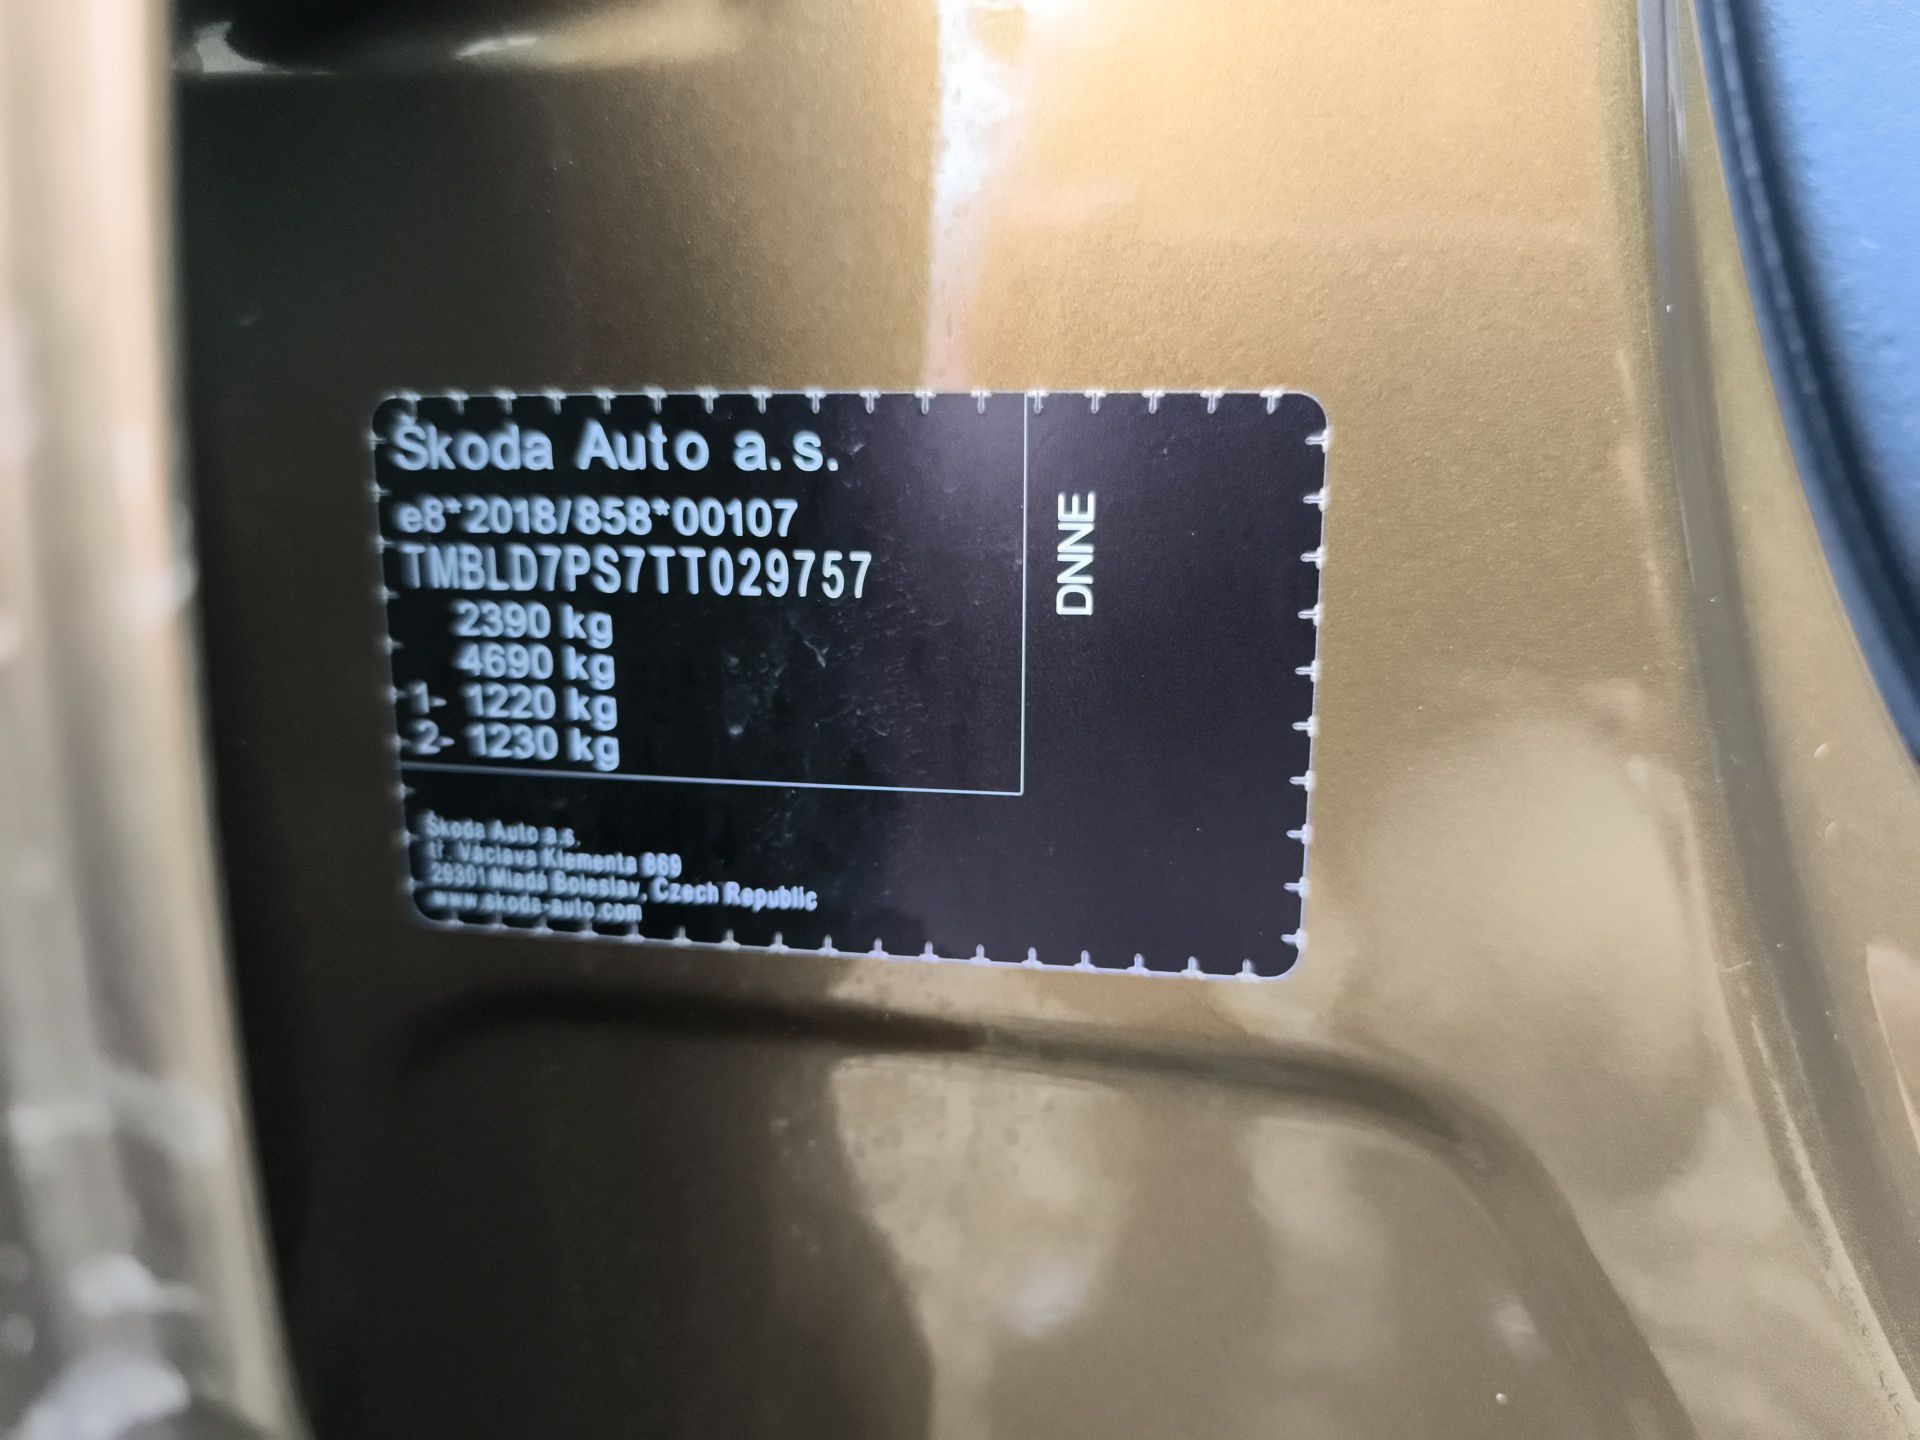 Škoda Auto a.s.
e8*2018/858*00107
TMBLD7PS7TT029757
2390 kg
4690 kg
1- 1220 kg
2- 1230 kg
DNNE
Škoda Auto a.s.
tř. Václava Klementa 869
29301 Mladá Boleslav, Czech Republic
www.skoda-auto.com